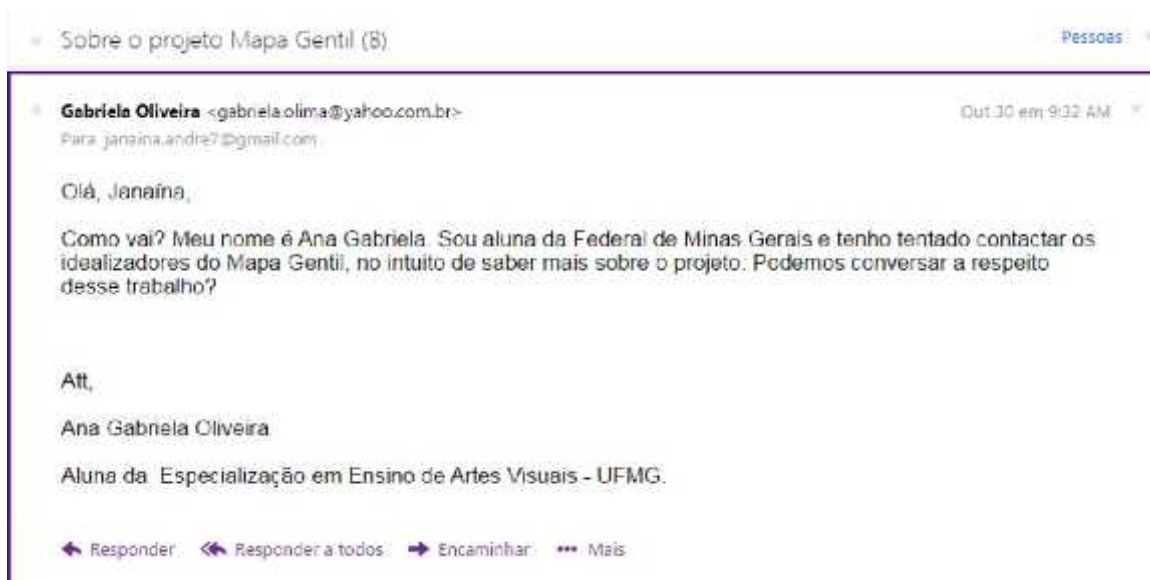 Sobre o projeto Mapa Gentil (8)
Pessoas
Gabriela Oliveira <gabriela.olima@yahoo.com.br>
Out 30 em 9:32 AM
Para janaina.andre7@gmail.com
Olá, Janaína,
Como vai? Meu nome é Ana Gabriela. Sou aluna da Federal de Minas Gerais e tenho tentado contactar os
idealizadores do Mapa Gentil, no intuito de saber mais sobre o projeto. Podemos conversar a respeito
desse trabalho?
Att,
Ana Gabriela Oliveira
Aluna da Especialização em Ensino de Artes Visuais - UFMG.
Responder Responder a todos Encaminhar Mais